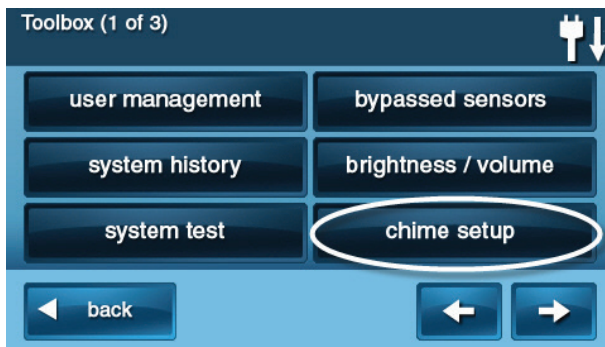 Toolbox (1 of 3)
user management
bypassed sensors
system history
brightness / volume
system test
chime setup
back